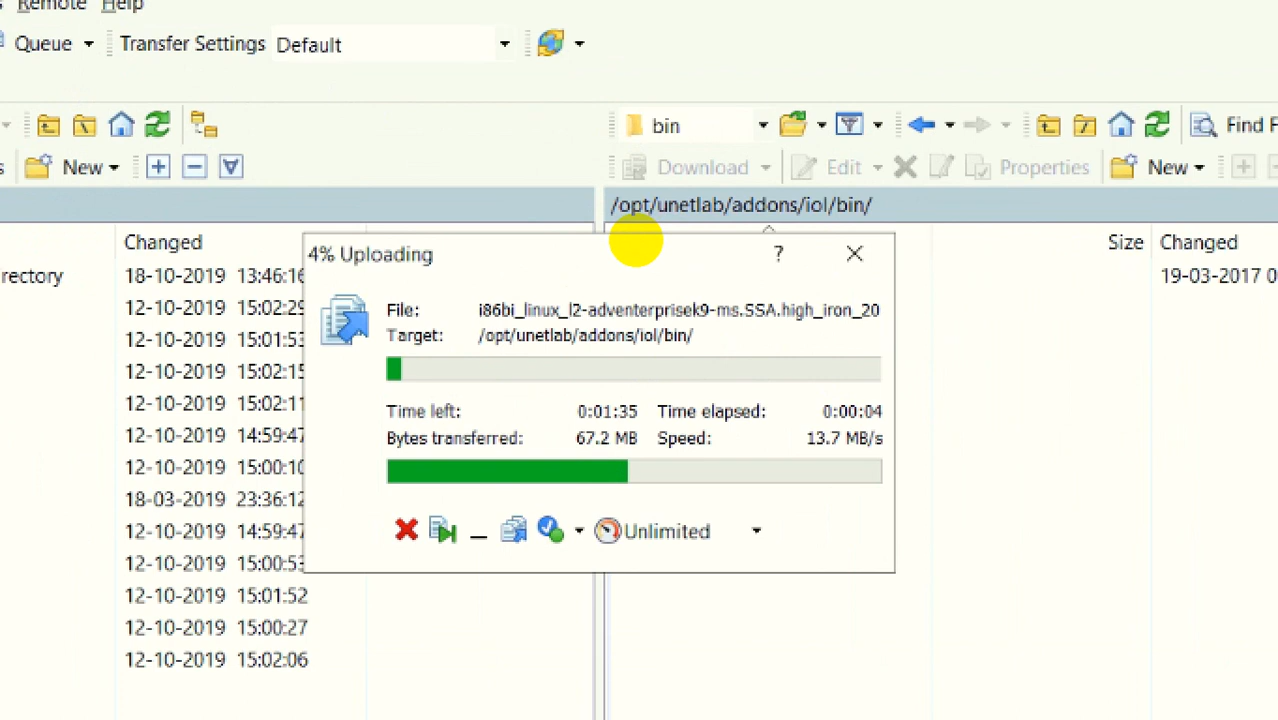 Remote Help
Queue Transfer Settings Default
bin Find F
New Download Edit Properties New
/opt/unetlab/addons/iol/bin/
Changed Size Changed
rectory 18-10-2019 13:46:16 19-03-2017 0
12-10-2019 15:02:29
12-10-2019 15:01:53
12-10-2019 15:02:15
12-10-2019 15:02:11
12-10-2019 14:59:47
12-10-2019 15:00:10
18-03-2019 23:36:12
12-10-2019 14:59:47
12-10-2019 15:00:53
12-10-2019 15:01:52
12-10-2019 15:00:27
12-10-2019 15:02:06
4% Uploading ?
File: i86bi_linux_l2-adventerprisek9-ms.SSA.high_iron_20
Target: /opt/unetlab/addons/iol/bin/
Time left: 0:01:35 Time elapsed: 0:00:04
Bytes transferred: 67.2 MB Speed: 13.7 MB/s
Unlimited